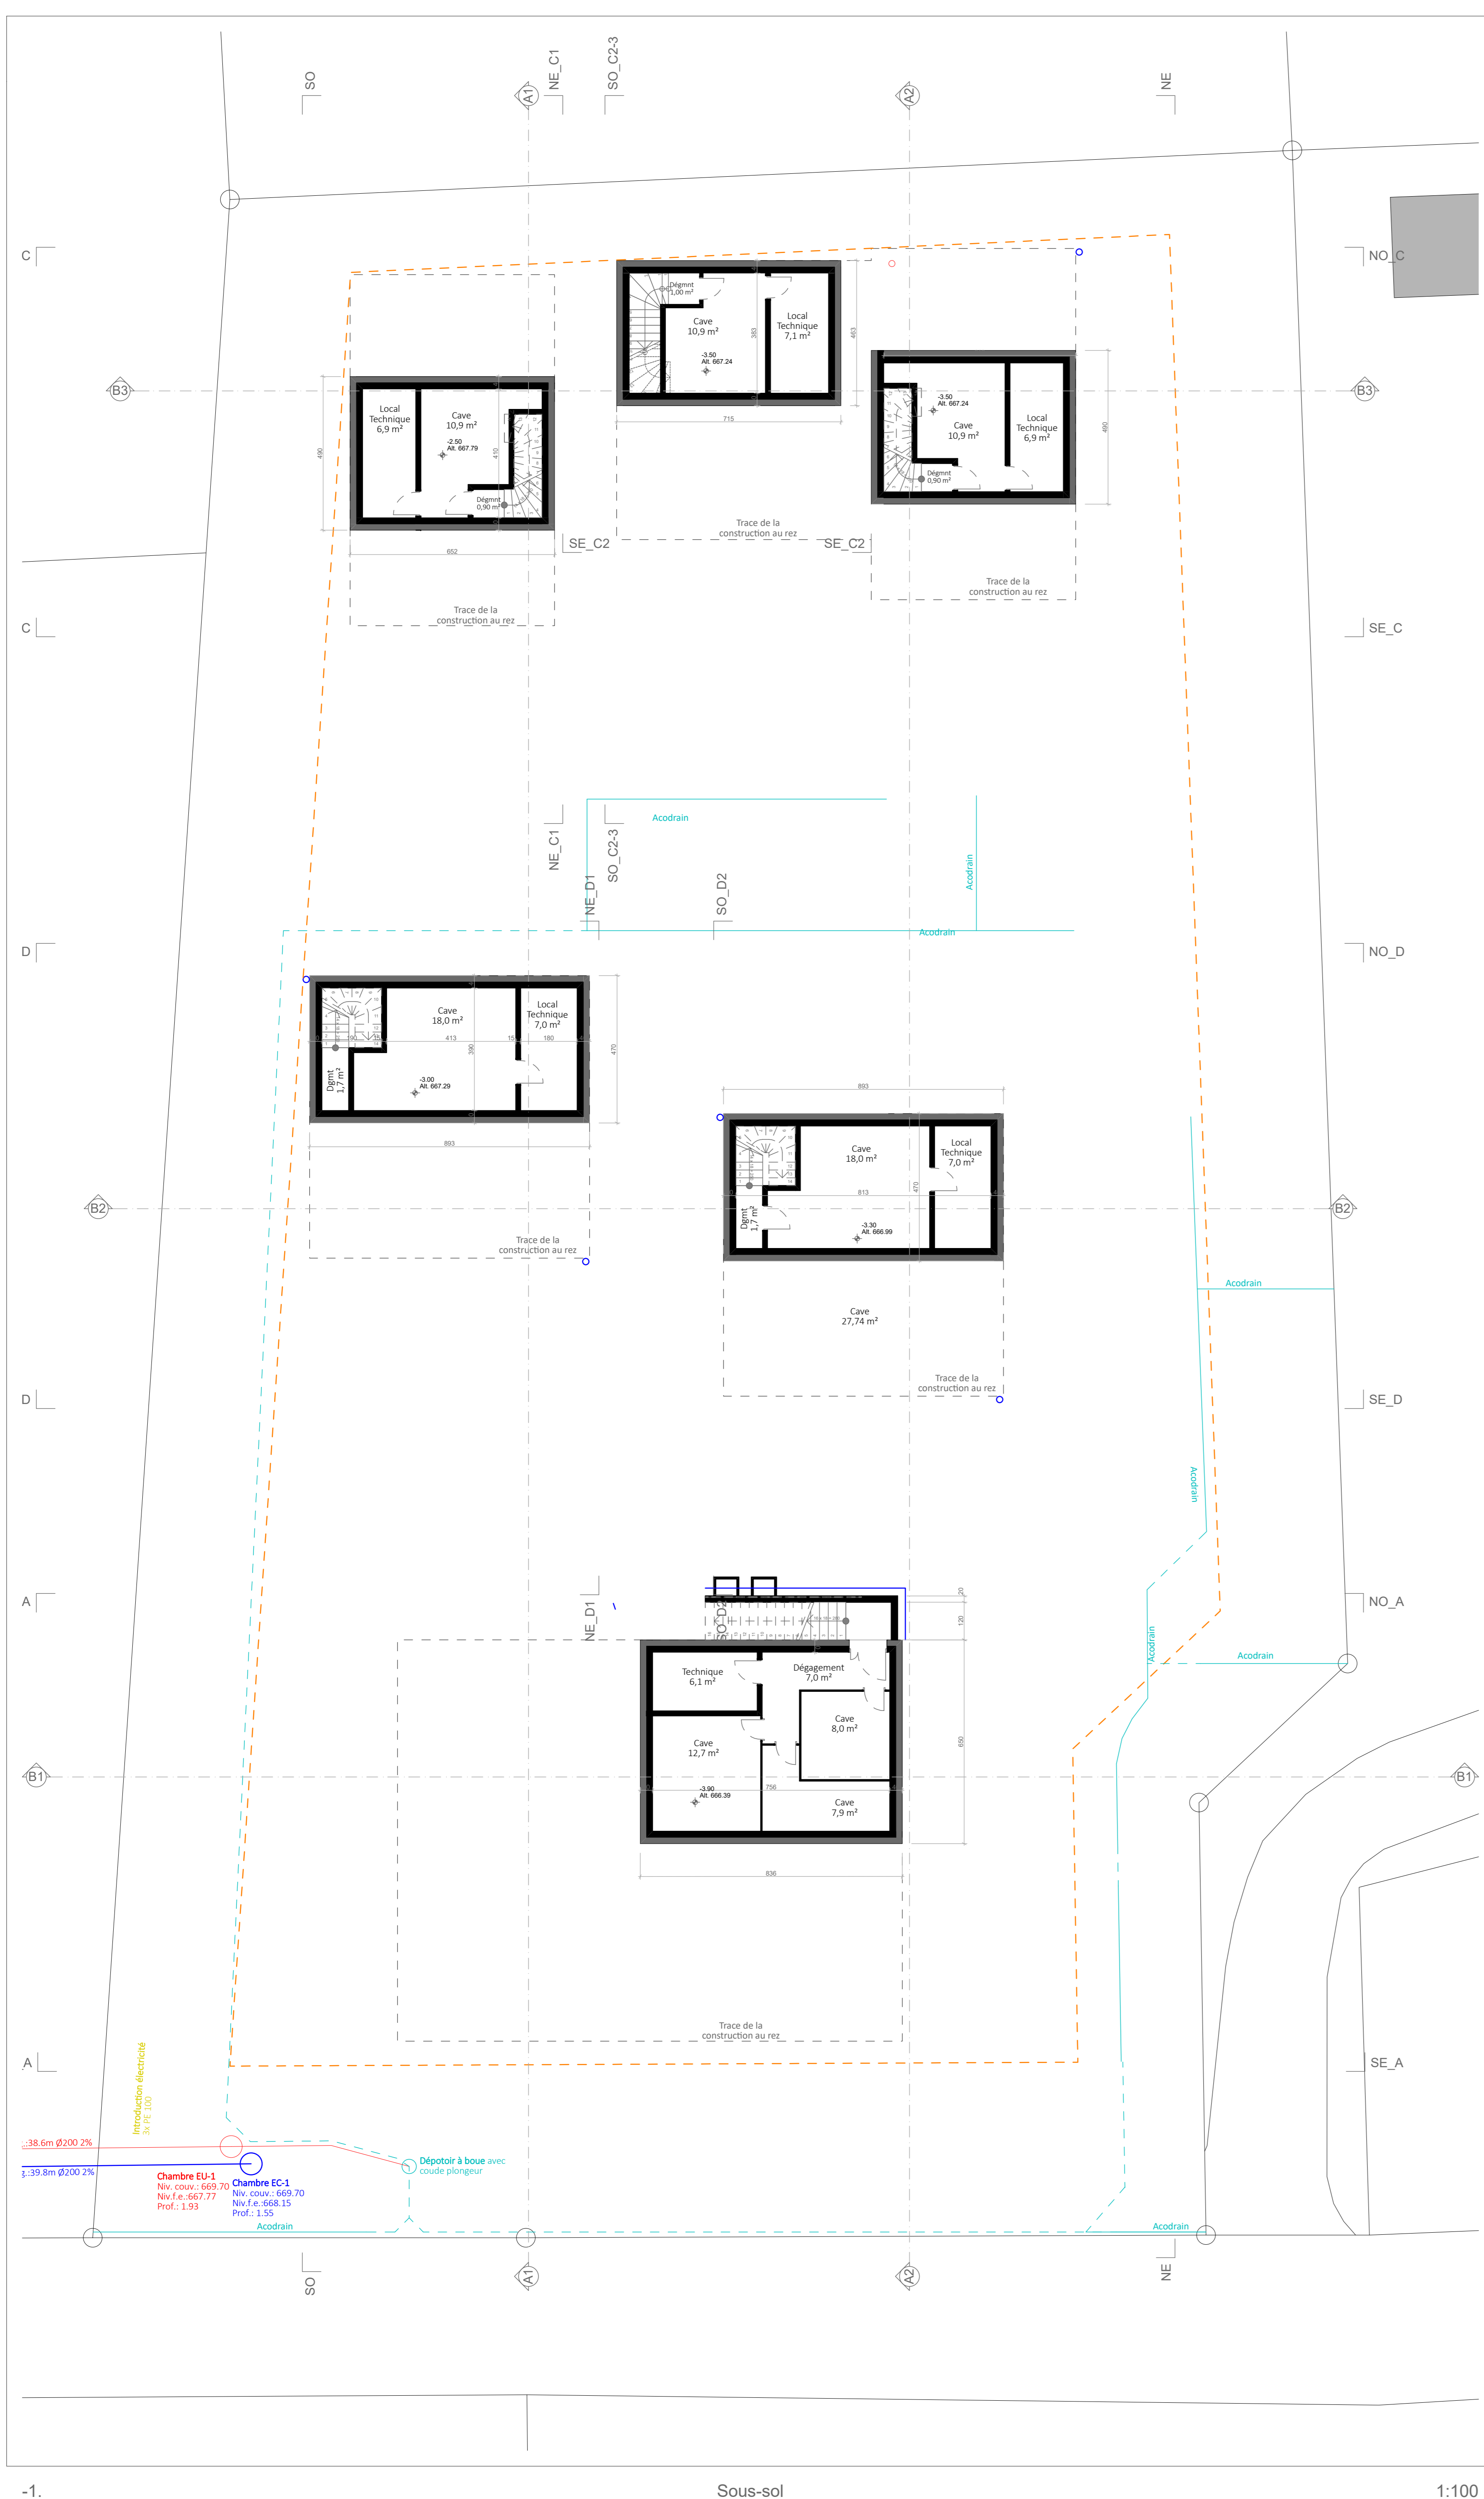 SO
A1
NE_C1
SO_C2-3
A2
NE
C
NO_C
Dégmnt
1,00 m²
Cave
10,9 m²
Local
Technique
7,1 m²
383
463
-3.50
Alt. 667.24
715
B3
B3
Local
Technique
6,9 m²
Cave
10,9 m²
-2.50
Alt. 667.79
490
410
Dégmnt
0,90 m²
652
-3.50
Alt. 667.24
Cave
10,9 m²
Local
Technique
6,9 m²
Dégmnt
0,90 m²
490
Trace de la
construction au rez
SE_C2
SE_C2
Trace de la
construction au rez
Trace de la
construction au rez
C
SE_C
Acodrain
NE_C1
SO_C2-3
Acodrain
NE_D1
SO_D2
Acodrain
D
NO_D
Cave
18,0 m²
Local
Technique
7,0 m²
190
15
413
15
180
390
470
Dgmt
1,7 m²
-3.00
Alt. 667.29
893
893
Cave
18,0 m²
Local
Technique
7,0 m²
813
470
Dgmt
1,7 m²
-3.30
Alt. 666.99
B2
B2
Trace de la
construction au rez
Acodrain
Cave
27,74 m²
Trace de la
construction au rez
D
SE_D
Acodrain
A
NO_A
NE_D1
SO_D2
20
120
Acodrain
Acodrain
Technique
6,1 m²
Dégagement
7,0 m²
Cave
8,0 m²
Cave
12,7 m²
650
B1
B1
-3.90
Alt. 666.39
756
Cave
7,9 m²
836
Trace de la
construction au rez
_A
SE_A
Introduction électricité
3x PE 100
.:38.6m Ø200 2%
g.:39.8m Ø200 2%
Chambre EU-1
Niv. couv.: 669.70
Niv.f.e.:667.77
Prof.: 1.93
Chambre EC-1
Niv. couv.: 669.70
Niv.f.e.:668.15
Prof.: 1.55
Dépotoir à boue avec
coude plongeur
Acodrain
Acodrain
SO
A1
A2
NE
-1.
Sous-sol
1:100